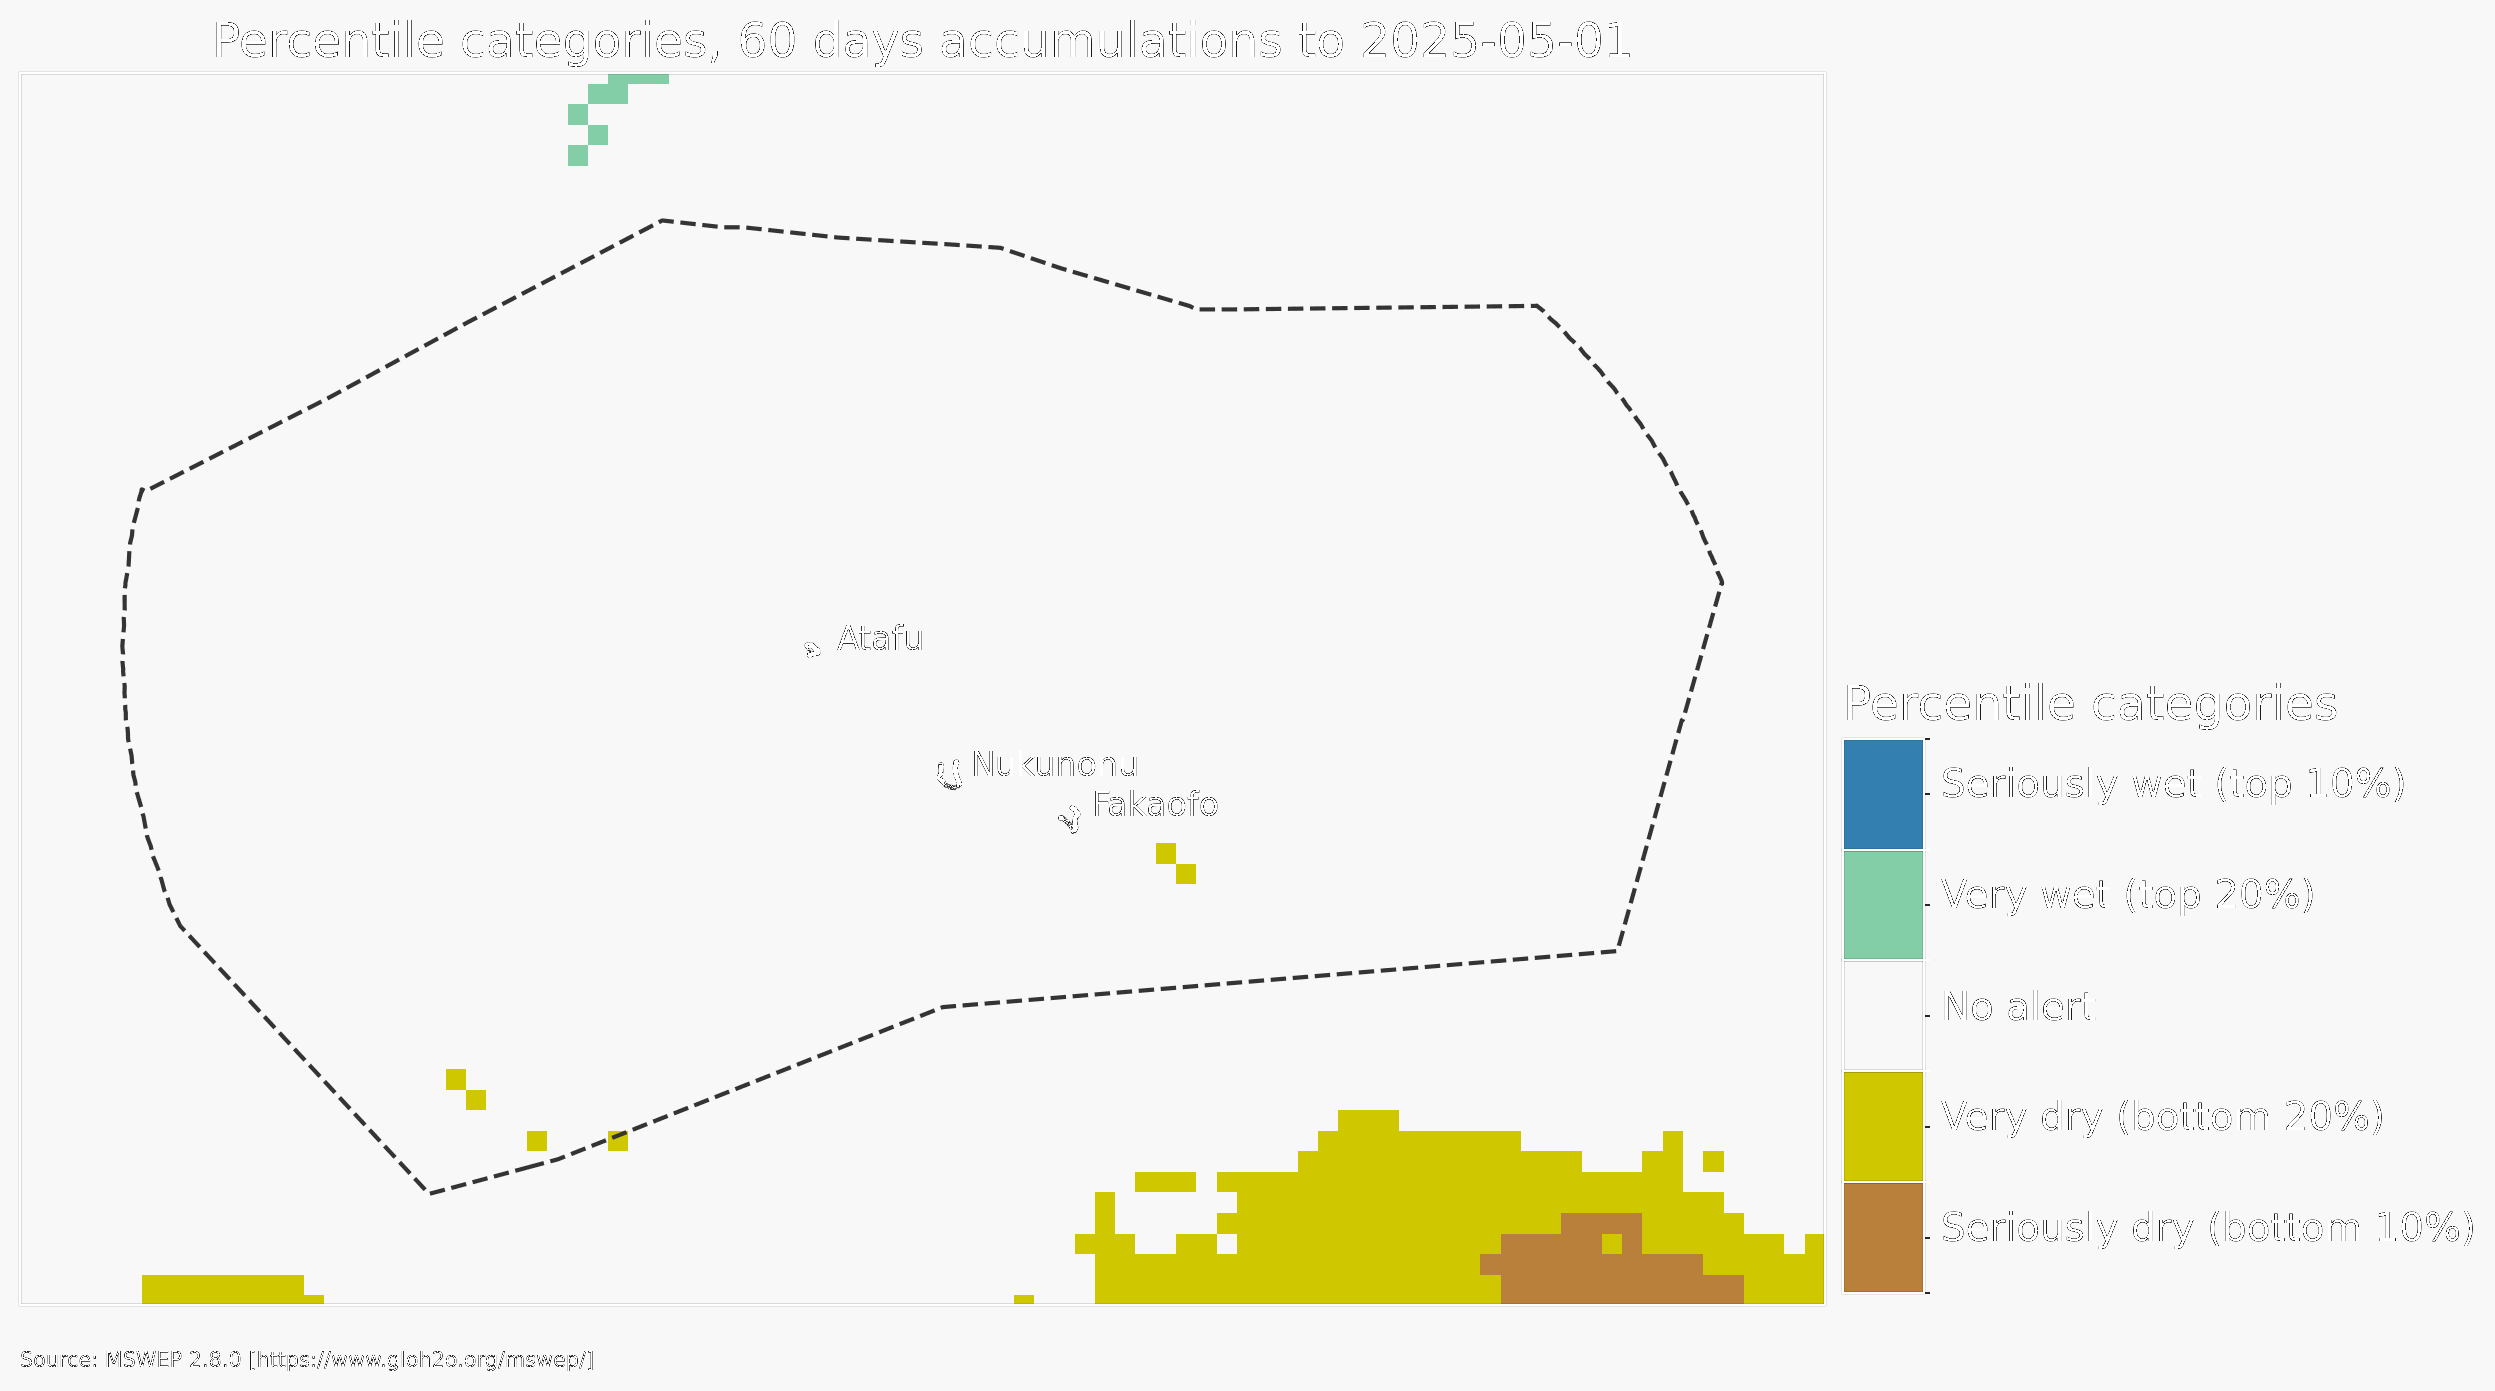 Percentile categories, 60 days accumulations to 2025-05-01
Atafu
Nukunonu
Fakaofo
Percentile categories
Seriously wet (top 10%)
Very wet (top 20%)
No alert
Very dry (bottom 20%)
Seriously dry (bottom 10%)
Source: MSWEP 2.8.0 [https://www.gloh2o.org/mswep/]